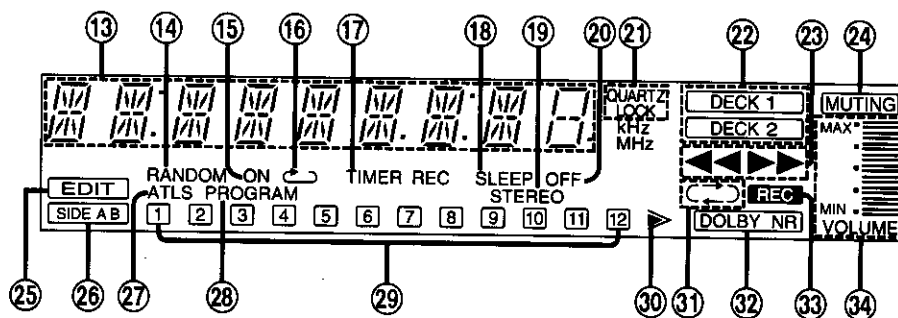 13 14 15 16 17 18 19 20 21 22 23 24
QUARTZ
LOCK
KHz
MHz
DECK 1
DECK 2
MUTING
MAX
MIN
VOLUME
RANDOM ON TIMER REC SLEEP OFF
ATLS PROGRAM STEREO
EDIT
SIDE A B
1 2 3 4 5 6 7 8 9 10 11 12
REC
DOLBY NR
25 26 27 28 29 30 31 32 33 34